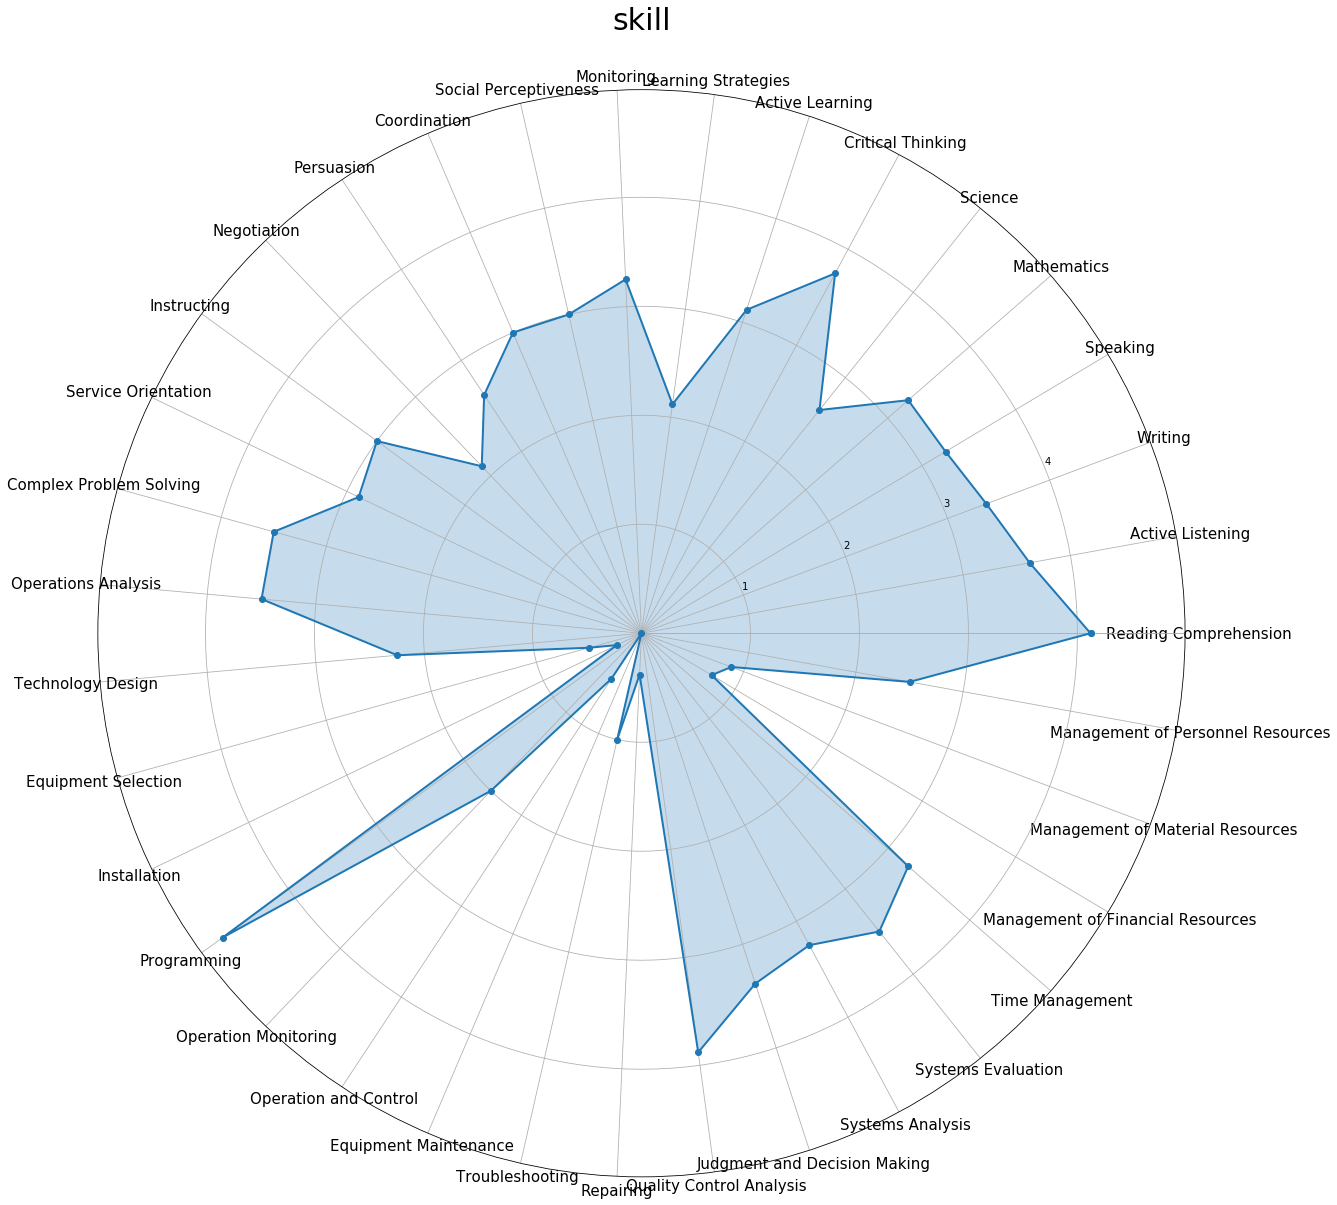 skill
Monitoring
Learning Strategies
Social Perceptiveness
Active Learning
Coordination
Critical Thinking
Persuasion
Science
Negotiation
Mathematics
Instructing
Speaking
Service Orientation
Writing
4
Complex Problem Solving
3
Active Listening
2
Operations Analysis
1
Reading Comprehension
Technology Design
Management of Personnel Resources
Equipment Selection
Management of Material Resources
Installation
Management of Financial Resources
Programming
Time Management
Operation Monitoring
Systems Evaluation
Operation and Control
Systems Analysis
Equipment Maintenance
Judgment and Decision Making
Troubleshooting
Quality Control Analysis
Repairing